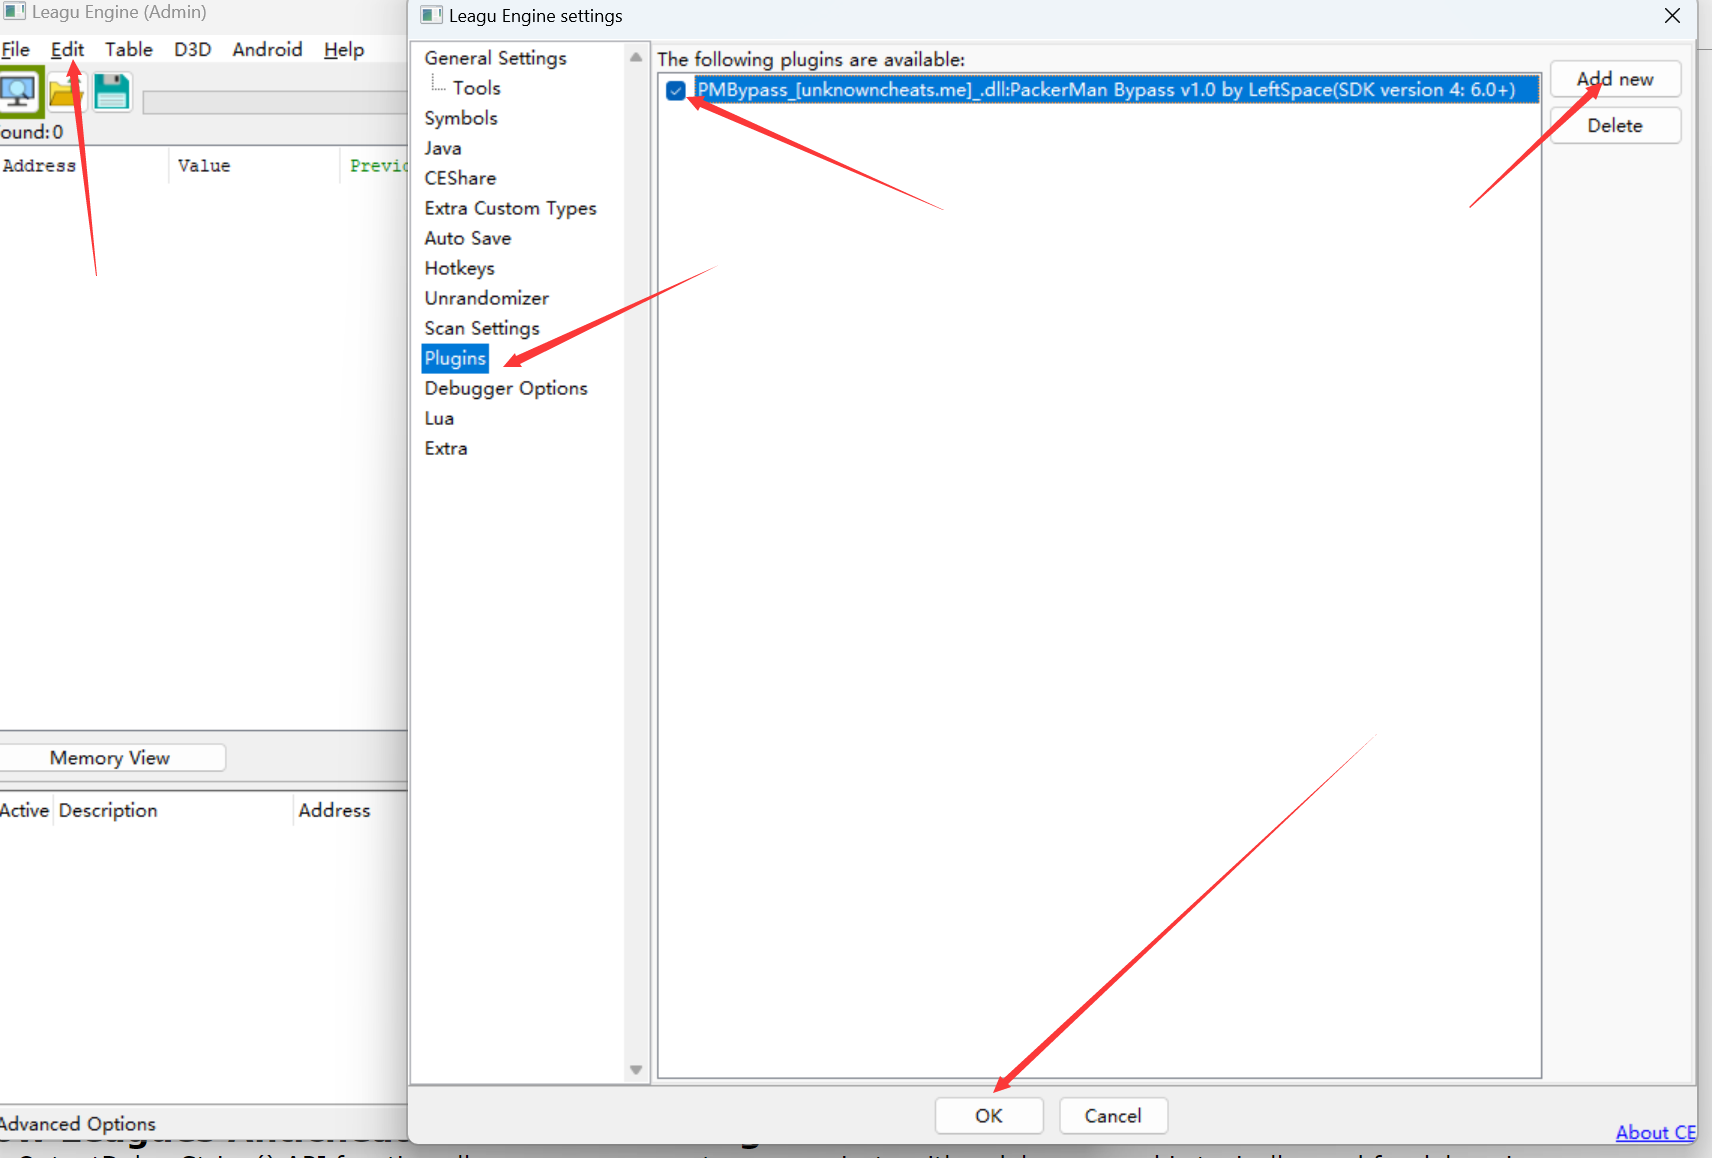 Leagu Engine (Admin)
File Edit Table D3D Android Help
ound: 0
Address Value Previo
Memory View
Active Description Address
Advanced Options
Leagu Engine settings
General Settings
Tools
Symbols
Java
CEShare
Extra Custom Types
Auto Save
Hotkeys
Unrandomizer
Scan Settings
Plugins
Debugger Options
Lua
Extra
The following plugins are available:
PMBypass_[unknowncheats.me]_.dll:PackerMan Bypass v1.0 by LeftSpace(SDK version 4: 6.0+)
Add new
Delete
OK Cancel
About CE